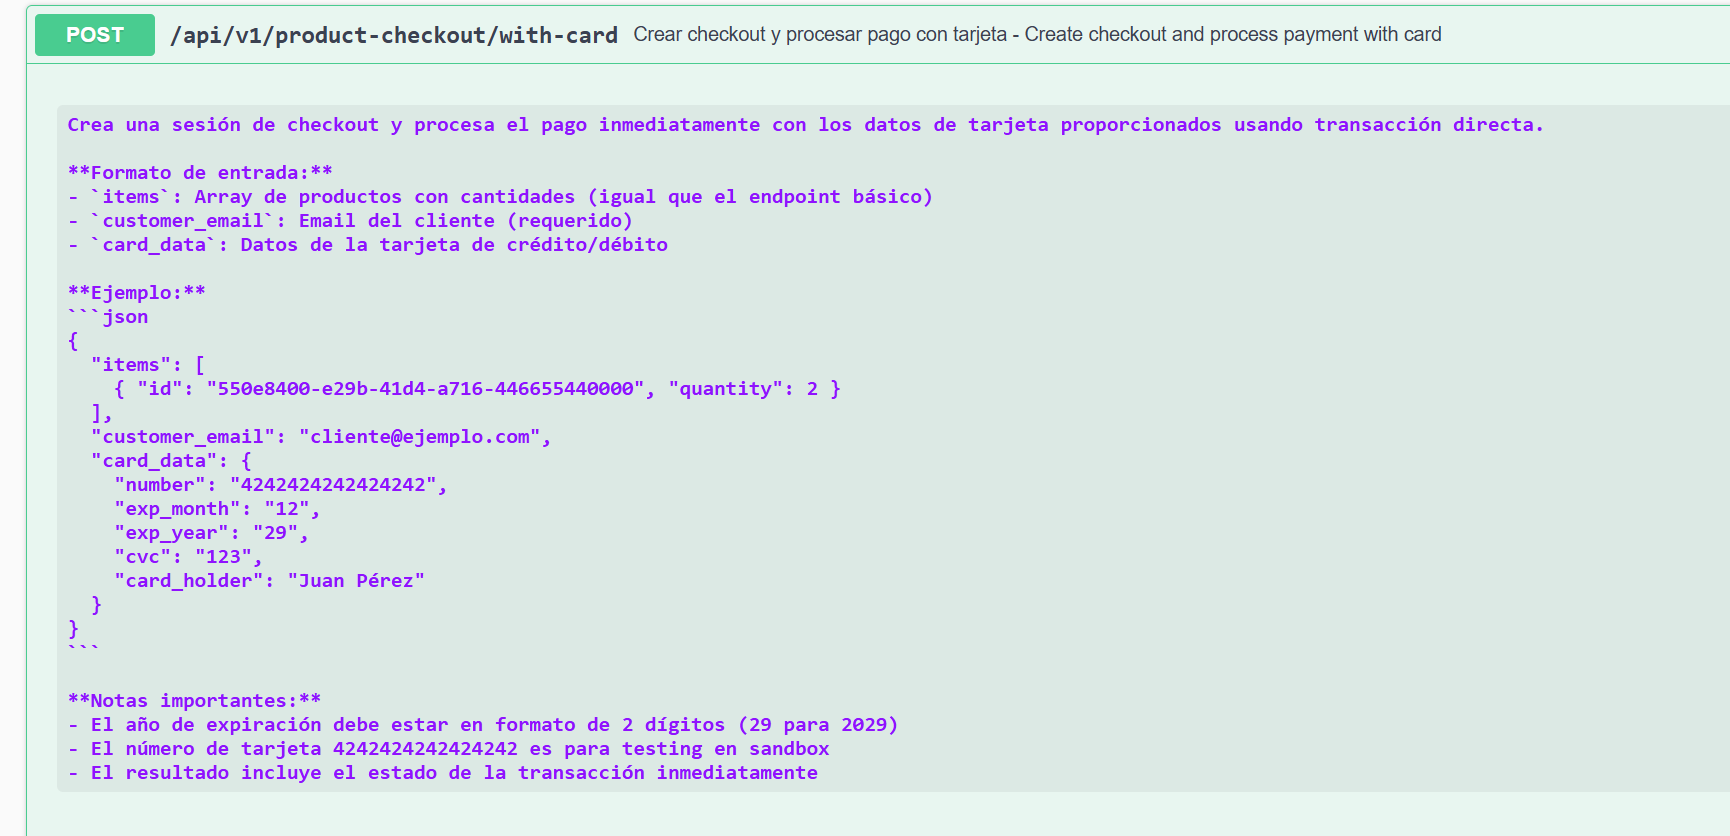 POST /api/v1/product-checkout/with-card Crear checkout y procesar pago con tarjeta - Create checkout and process payment with card
Crea una sesión de checkout y procesa el pago inmediatamente con los datos de tarjeta proporcionados usando transacción directa.
**Formato de entrada:**
- `items`: Array de productos con cantidades (igual que el endpoint básico)
- `customer_email`: Email del cliente (requerido)
- `card_data`: Datos de la tarjeta de crédito/débito
**Ejemplo:**
```json
{
  "items": [
    { "id": "550e8400-e29b-41d4-a716-446655440000", "quantity": 2 }
  ],
  "customer_email": "cliente@ejemplo.com",
  "card_data": {
    "number": "4242424242424242",
    "exp_month": "12",
    "exp_year": "29",
    "cvc": "123",
    "card_holder": "Juan Pérez"
  }
}
```
**Notas importantes:**
- El año de expiración debe estar en formato de 2 dígitos (29 para 2029)
- El número de tarjeta 4242424242424242 es para testing en sandbox
- El resultado incluye el estado de la transacción inmediatamente